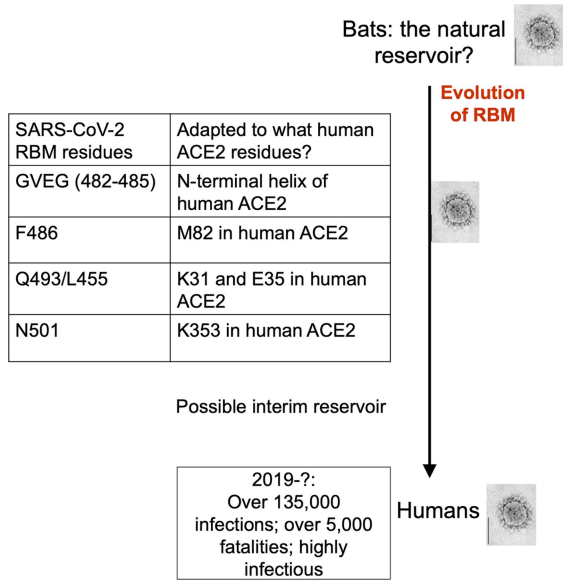 Bats: the natural
reservoir?
Evolution
of RBM
SARS-CoV-2
RBM residues
Adapted to what human
ACE2 residues?
GVEG (482-485)
N-terminal helix of
human ACE2
F486
M82 in human ACE2
Q493/L455
K31 and E35 in human
ACE2
N501
K353 in human ACE2
Possible interim reservoir
2019-?:
Over 135,000
infections; over 5,000
fatalities; highly
infectious
Humans